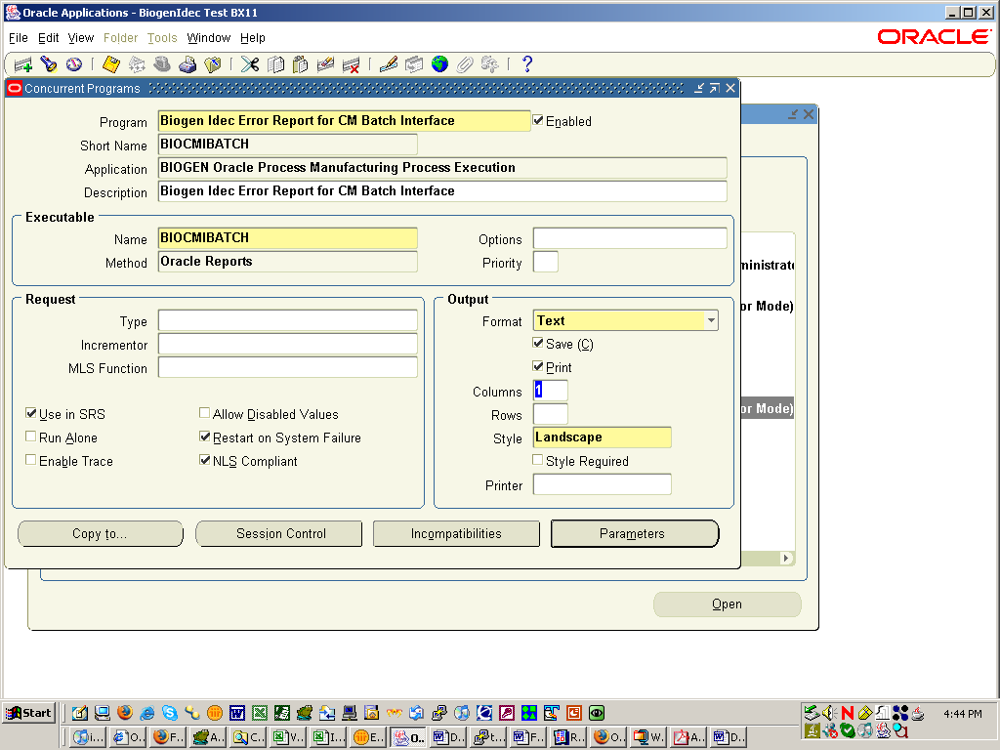 Oracle Applications - BiogenIdec Test BX11
File Edit View Folder Tools Window Help
ORACLE
Concurrent Programs
Program Biogen Idec Error Report for CM Batch Interface Enabled
Short Name BIOCMIBATCH
Application BIOGEN Oracle Process Manufacturing Process Execution
Description Biogen Idec Error Report for CM Batch Interface
Executable
Name BIOCMIBATCH Options
Method Oracle Reports Priority
ministrato
or Mode)
or Mode)
Request
Type
Incrementor
MLS Function
Use in SRS Allow Disabled Values
Run Alone Restart on System Failure
Enable Trace NLS Compliant
Output
Format Text
Save (C)
Print
Columns 1
Rows
Style Landscape
Style Required
Printer
Copy to... Session Control Incompatibilities Parameters
Open
Start
4:44 PM
i... O.. F.. A.. C.. V.. I... E.. O.. D.. t... F.. R.. O.. W.. A.. D..